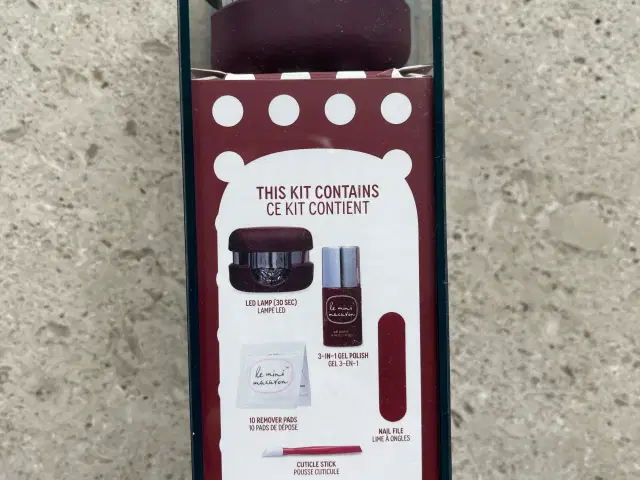 THIS KIT CONTAINS
CE KIT CONTIENT
LED LAMP (30 SEC)
LAMPE LED
le mini
macaron
3-IN-1 GEL POLISH
GEL 3-EN-1
le mini
macaron
10 REMOVER PADS
10 PADS DE DÉPOSE
NAIL FILE
LIME À ONGLES
CUTICLE STICK
POUSSE CUTICULE